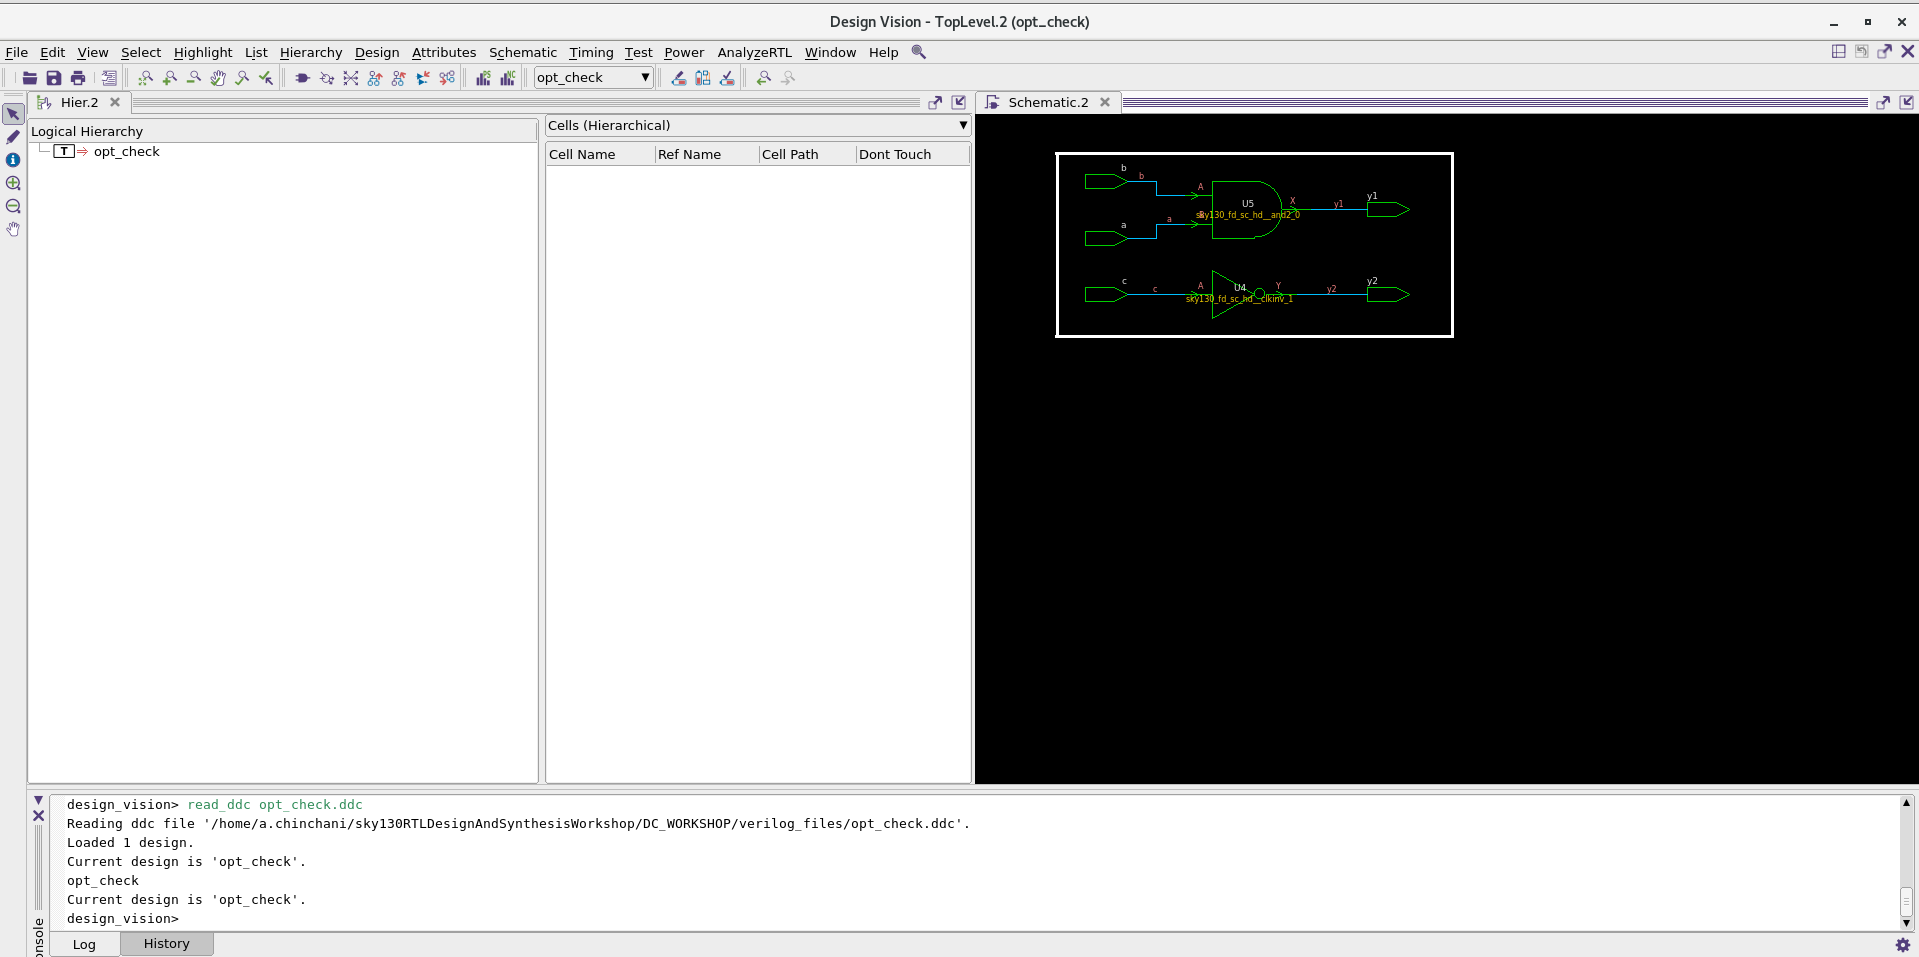 Design Vision - TopLevel.2 (opt_check)
File Edit View Select Highlight List Hierarchy Design Attributes Schematic Timing Test Power AnalyzeRTL Window Help
opt_check
Hier.2
Schematic.2
Logical Hierarchy
T opt_check
Cells (Hierarchical)
Cell Name Ref Name Cell Path Dont Touch
b
b
A
U5
X
y1
y1
sky130_fd_sc_hd__and2_0
a
a
c
c
A
U4
Y
y2
y2
sky130_fd_sc_hd__clkinv_1
design_vision> read_ddc opt_check.ddc
Reading ddc file '/home/a.chinchani/sky130RTLDesignAndSynthesisWorkshop/DC_WORKSHOP/verilog_files/opt_check.ddc'.
Loaded 1 design.
Current design is 'opt_check'.
opt_check
Current design is 'opt_check'.
design_vision>
Log History